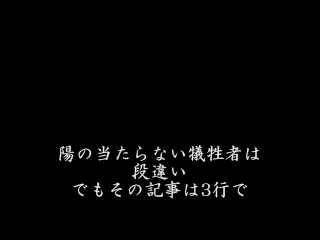 陽の当たらない犠牲者は
段違い
でもその記事は3行で